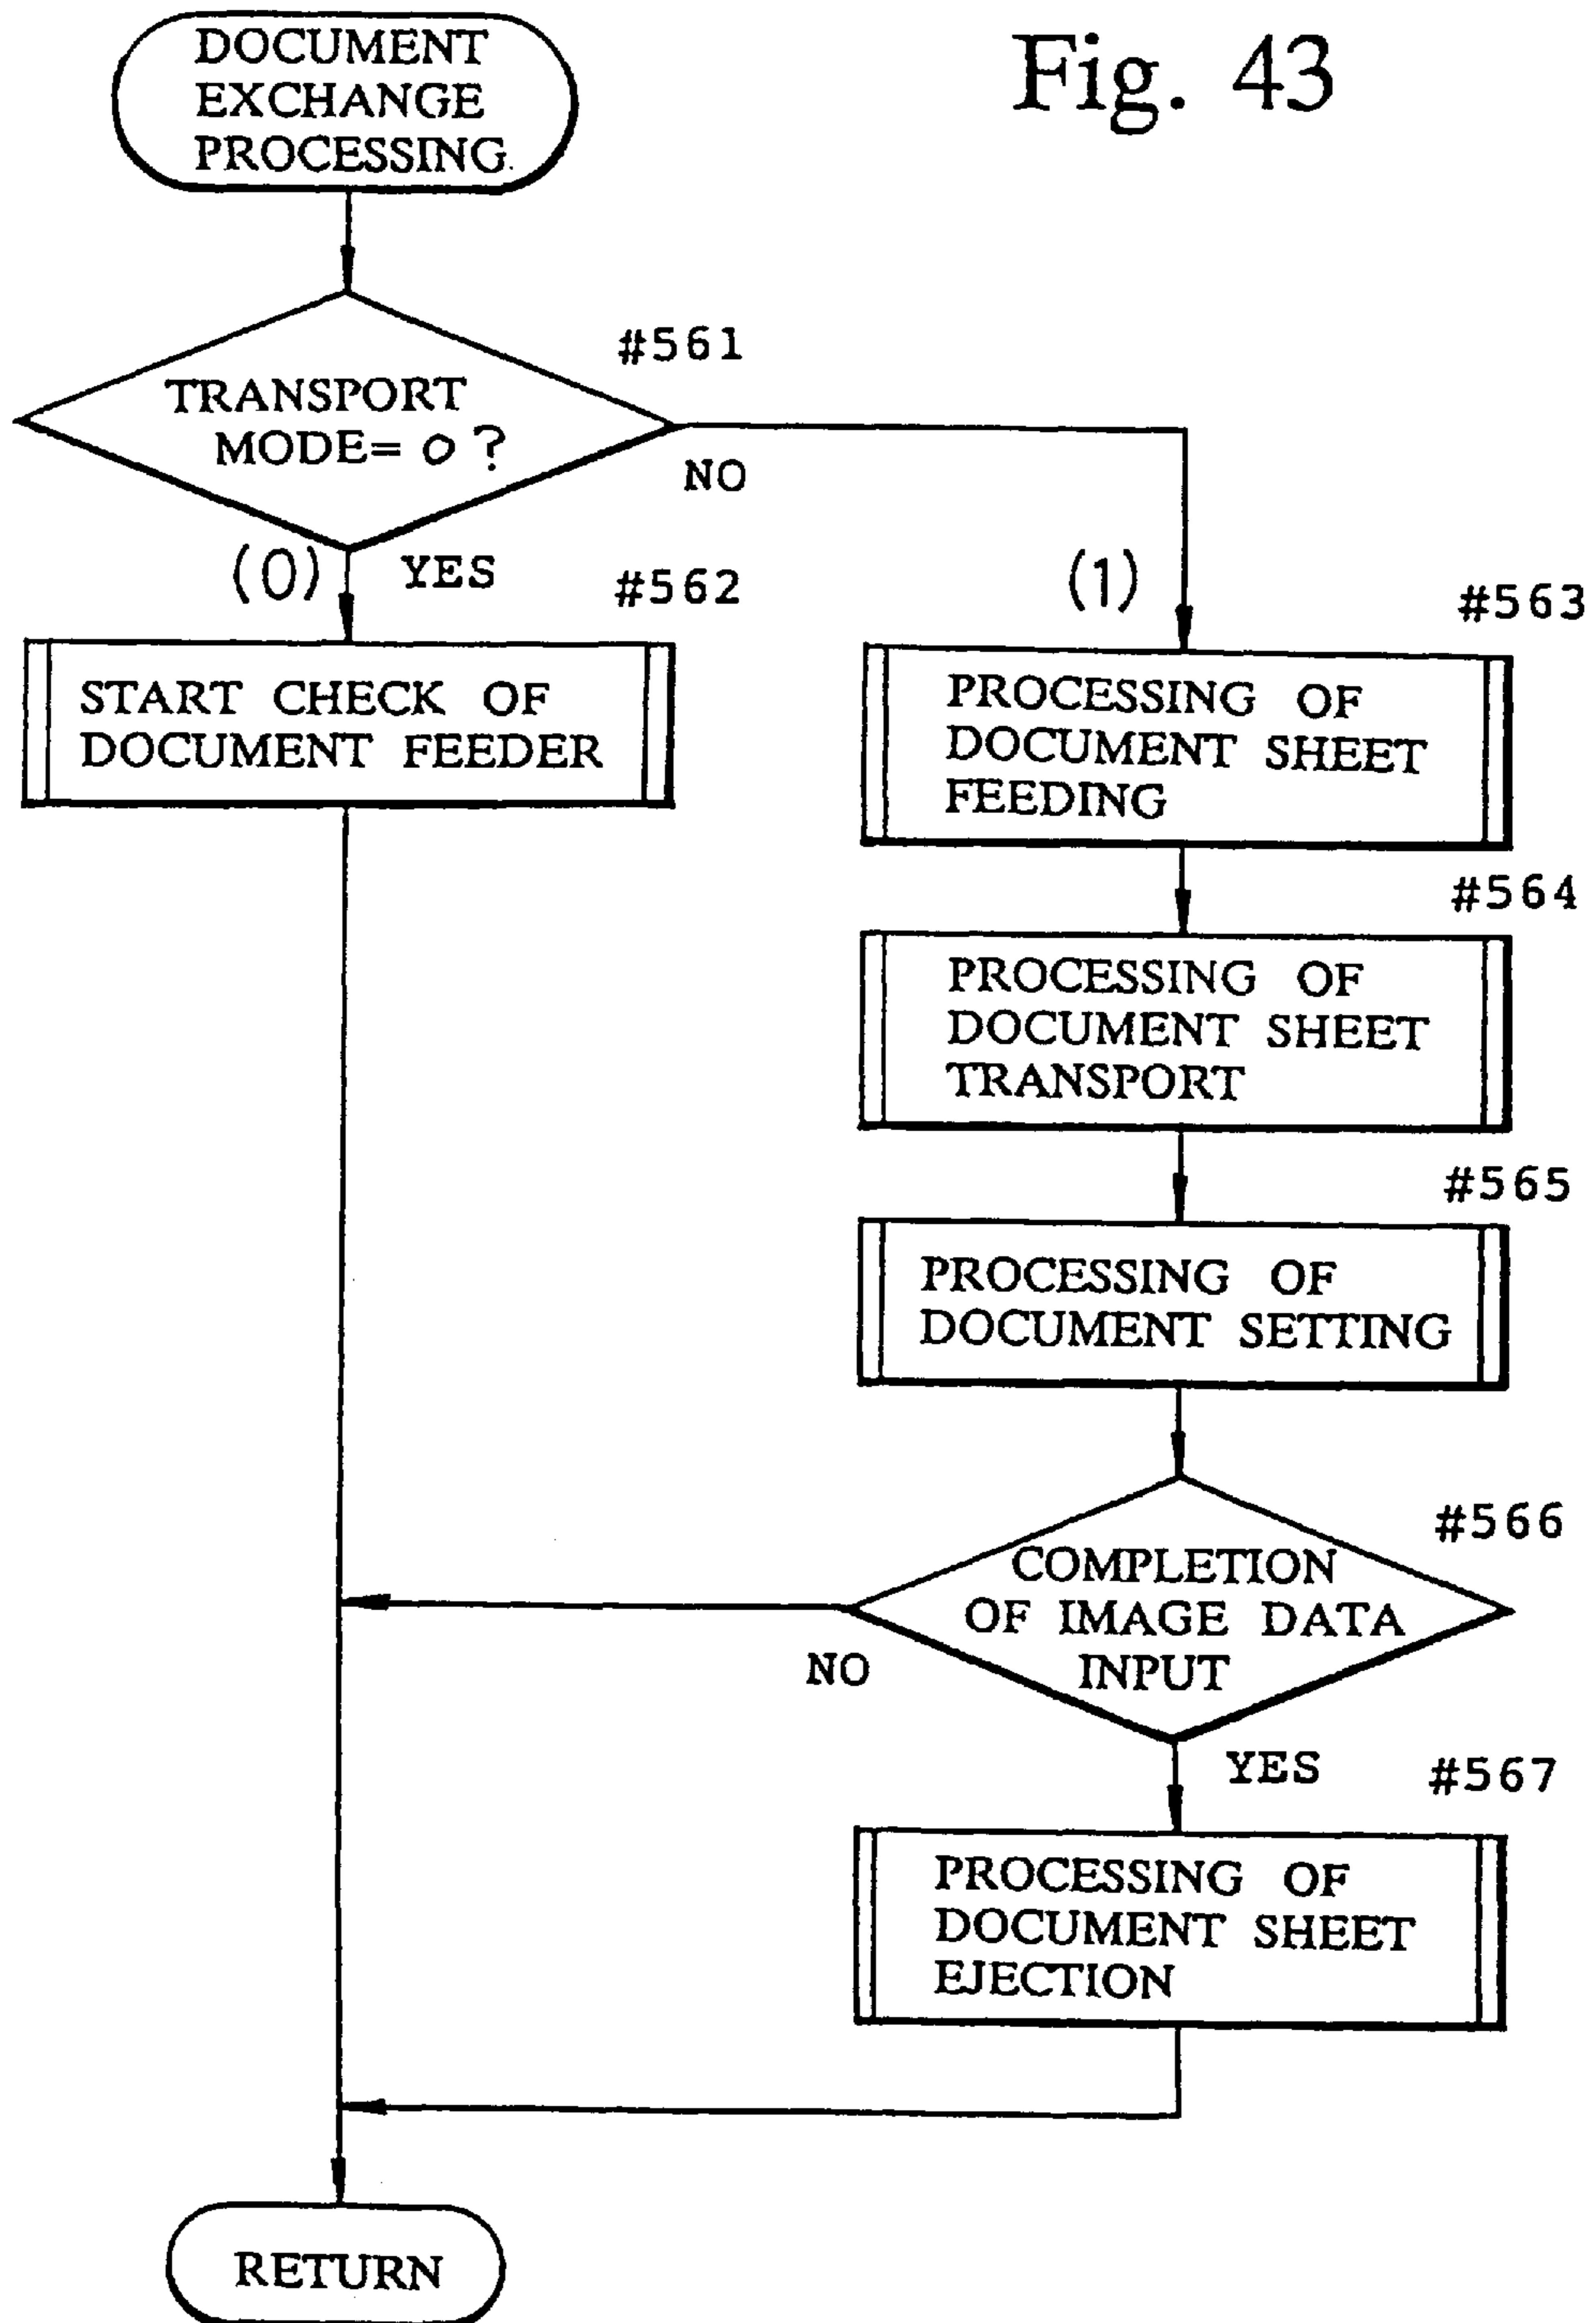 Fig. 43
DOCUMENT
EXCHANGE
PROCESSING.
#561
TRANSPORT
MODE= 0 ?
NO
(0)
YES
#562
START CHECK OF
DOCUMENT FEEDER
(1)
#563
PROCESSING OF
DOCUMENT SHEET
FEEDING
#564
PROCESSING OF
DOCUMENT SHEET
TRANSPORT
#565
PROCESSING OF
DOCUMENT SETTING
#566
COMPLETION
OF IMAGE DATA
INPUT
NO
YES
#567
PROCESSING OF
DOCUMENT SHEET
EJECTION
RETURN